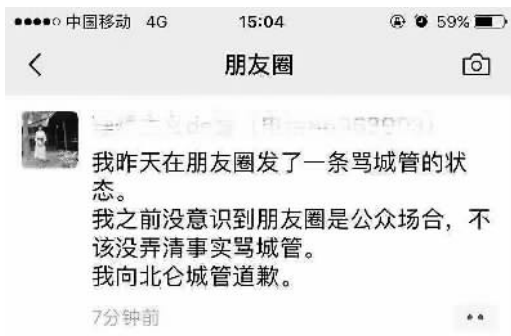 中国移动 4G 15:04 59%
朋友圈
我昨天在朋友圈发了一条骂城管的状
态。
我之前没意识到朋友圈是公众场合，不
该没弄清事实骂城管。
我向北仑城管道歉。
7分钟前